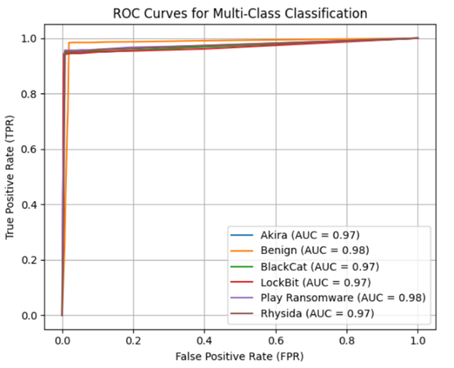 ROC Curves for Multi-Class Classification
True Positive Rate (TPR)
1.0
0.8
0.6
0.4
0.2
0.0
Akira (AUC = 0.97)
Benign (AUC = 0.98)
BlackCat (AUC = 0.97)
LockBit (AUC = 0.97)
Play Ransomware (AUC = 0.98)
Rhysida (AUC = 0.97)
0.0 0.2 0.4 0.6 0.8 1.0
False Positive Rate (FPR)